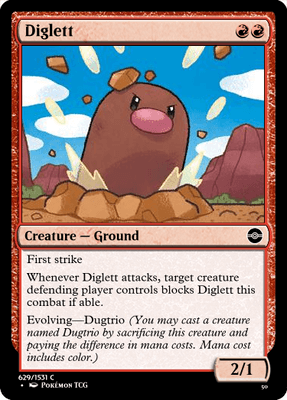 Diglett
Creature — Ground
First strike
Whenever Diglett attacks, target creature
defending player controls blocks Diglett this
combat if able.
Evolving—Dugtrio (You may cast a creature
named Dugtrio by sacrificing this creature and
paying the difference in mana costs. Mana cost
includes color.)
2/1
629/1531 C
Pokémon TCG